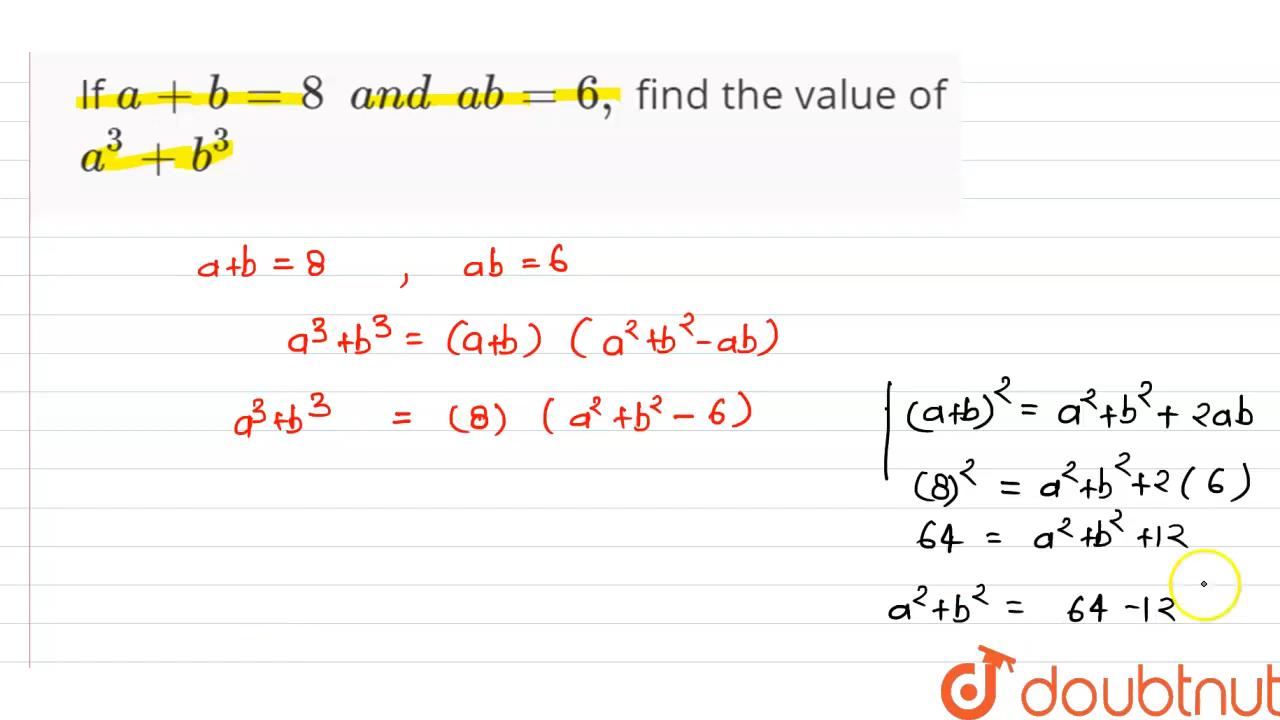 If a + b = 8 and ab = 6, find the value of
a³ + b³
a+b = 8 , ab = 6
a³+b³ = (a+b) (a²+b²-ab)
a³+b³ = (8) (a²+b²-6)
(a+b)² = a²+b²+2ab
(8)² = a²+b²+2(6)
64 = a²+b²+12
a²+b² = 64-12
doubtnut